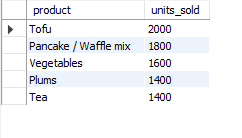 product units_sold
Tofu 2000
Pancake / Waffle mix 1800
Vegetables 1600
Plums 1400
Tea 1400